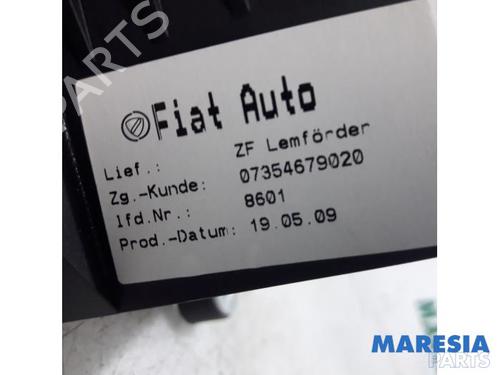 Fiat Auto
Lief.: ZF Lemförder
Zg.-Kunde: 07354679020
lfd.Nr.: 8601
Prod.-Datum: 19.05.09
PARTS
MARESIA
PARTS